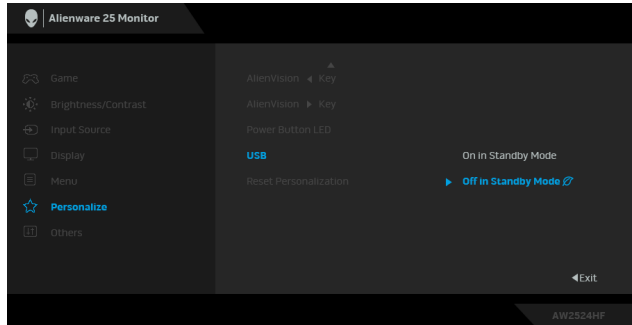 Alienware 25 Monitor
Game
AlienVision ◀ Key
Brightness/Contrast
AlienVision ▶ Key
Input Source
Power Button LED
Display
USB
On in Standby Mode
Menu
Reset Personalization
Off in Standby Mode
Personalize
Others
Exit
AW2524HF